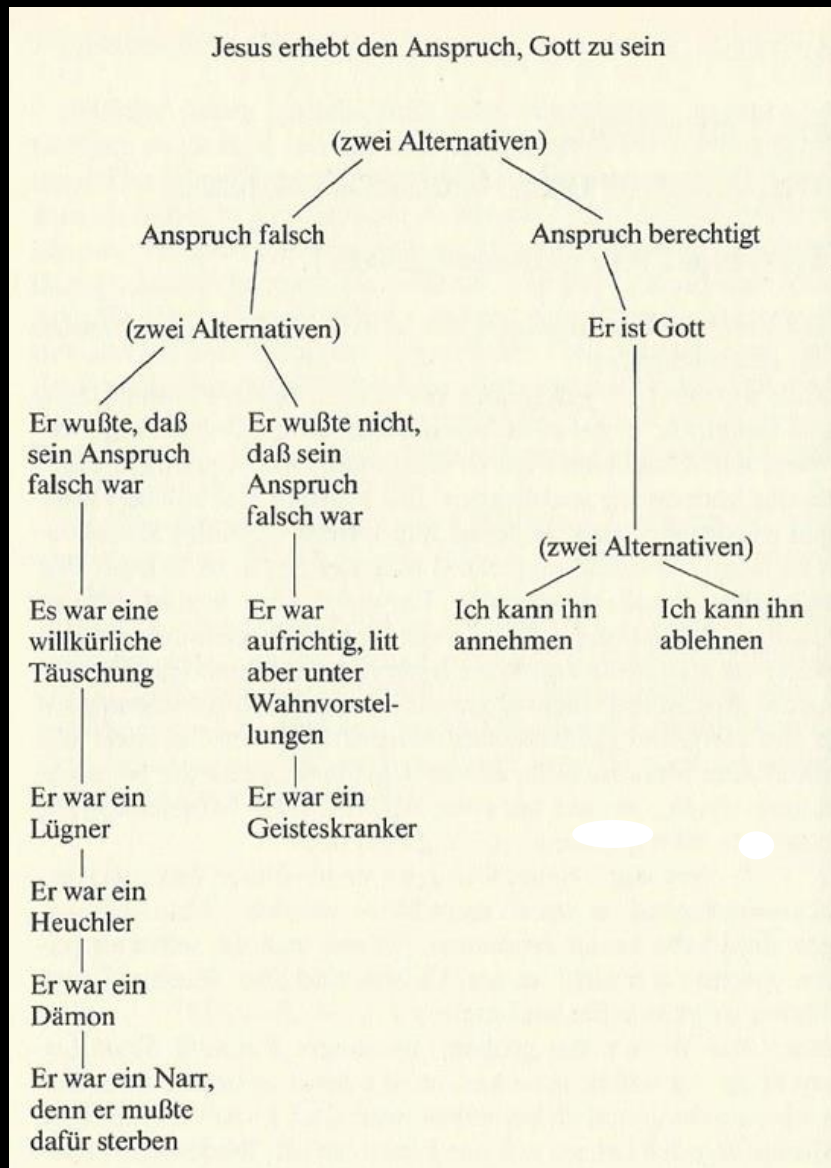 Jesus erhebt den Anspruch, Gott zu sein
(zwei Alternativen)
Anspruch falsch
Anspruch berechtigt
(zwei Alternativen)
Er ist Gott
Er wußte, daß
sein Anspruch
falsch war
Er wußte nicht,
daß sein
Anspruch
falsch war
(zwei Alternativen)
Es war eine
willkürliche
Täuschung
Er war
aufrichtig, litt
aber unter
Wahnvorstel-
lungen
Ich kann ihn
annehmen
Ich kann ihn
ablehnen
Er war ein
Lügner
Er war ein
Geisteskranker
Er war ein
Heuchler
Er war ein
Dämon
Er war ein Narr,
denn er mußte
dafür sterben